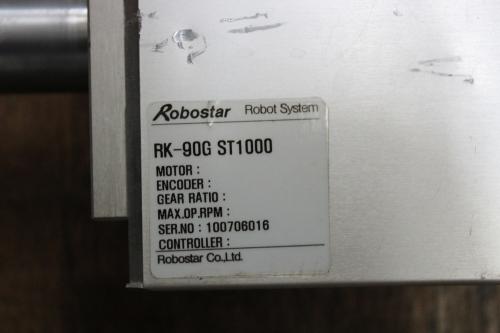 Robostar Robot System
RK-90G ST1000
MOTOR :
ENCODER :
GEAR RATIO :
MAX.OP.RPM :
SER.NO : 100706016
CONTROLLER :
Robostar Co.,Ltd.